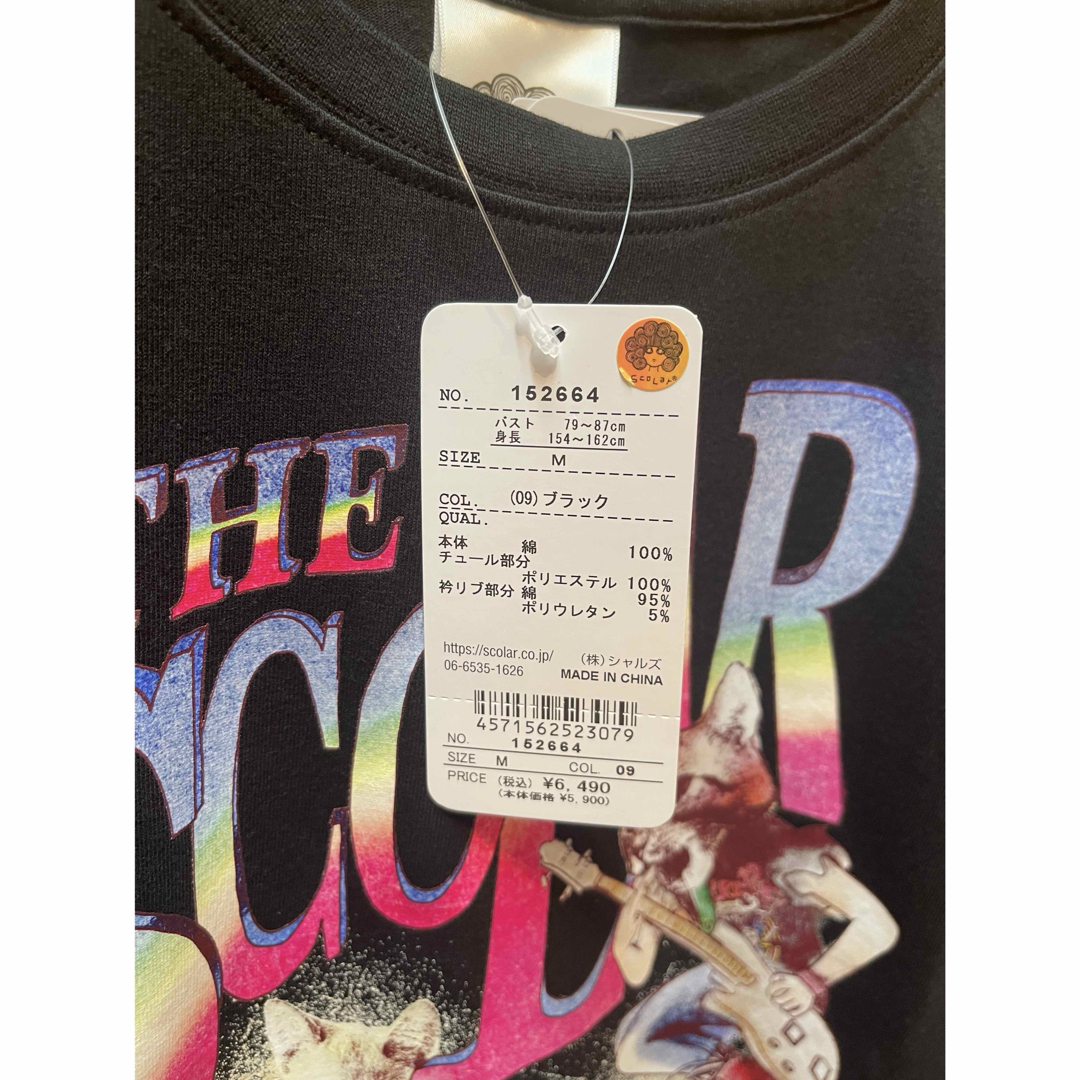 ScoLar®
NO. 152664
バスト 79～87cm
身長 154～162cm
SIZE M
COL. (09)ブラック
QUAL.
本体 綿 100%
チュール部分
ポリエステル 100%
衿リブ部分 綿 95%
ポリウレタン 5%
https://scolar.co.jp/ (株)シャルズ
06-6535-1626 MADE IN CHINA
4571562523079
NO. 152664
SIZE M COL. 09
PRICE (税込) ¥6,490
(本体価格 ¥5,900)
THE
SCOLAR